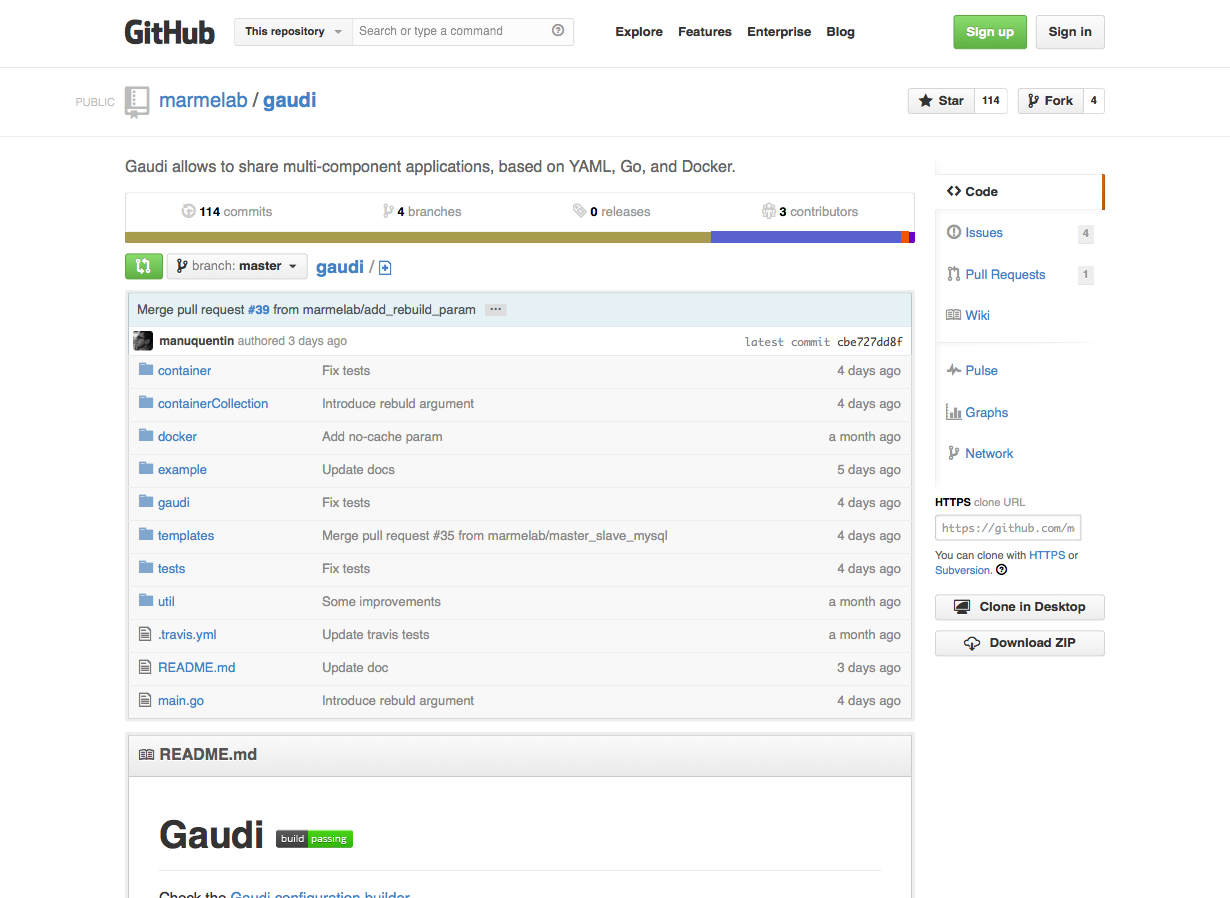 GitHub This repository Search or type a command Explore Features Enterprise Blog Sign up Sign in
PUBLIC marmelab / gaudi Star 114 Fork 4
Gaudi allows to share multi-component applications, based on YAML, Go, and Docker.
114 commits 4 branches 0 releases 3 contributors
branch: master gaudi /
Merge pull request #39 from marmelab/add_rebuild_param ...
manuquentin authored 3 days ago latest commit cbe727dd8f
container Fix tests 4 days ago
containerCollection Introduce rebuld argument 4 days ago
docker Add no-cache param a month ago
example Update docs 5 days ago
gaudi Fix tests 4 days ago
templates Merge pull request #35 from marmelab/master_slave_mysql 4 days ago
tests Fix tests 4 days ago
util Some improvements a month ago
.travis.yml Update travis tests a month ago
README.md Update doc 3 days ago
main.go Introduce rebuld argument 4 days ago
README.md
Gaudi build passing
Check the Gaudi configuration builder
Code
Issues 4
Pull Requests 1
Wiki
Pulse
Graphs
Network
HTTPS clone URL
https://github.com/m
You can clone with HTTPS or
Subversion.
Clone in Desktop
Download ZIP